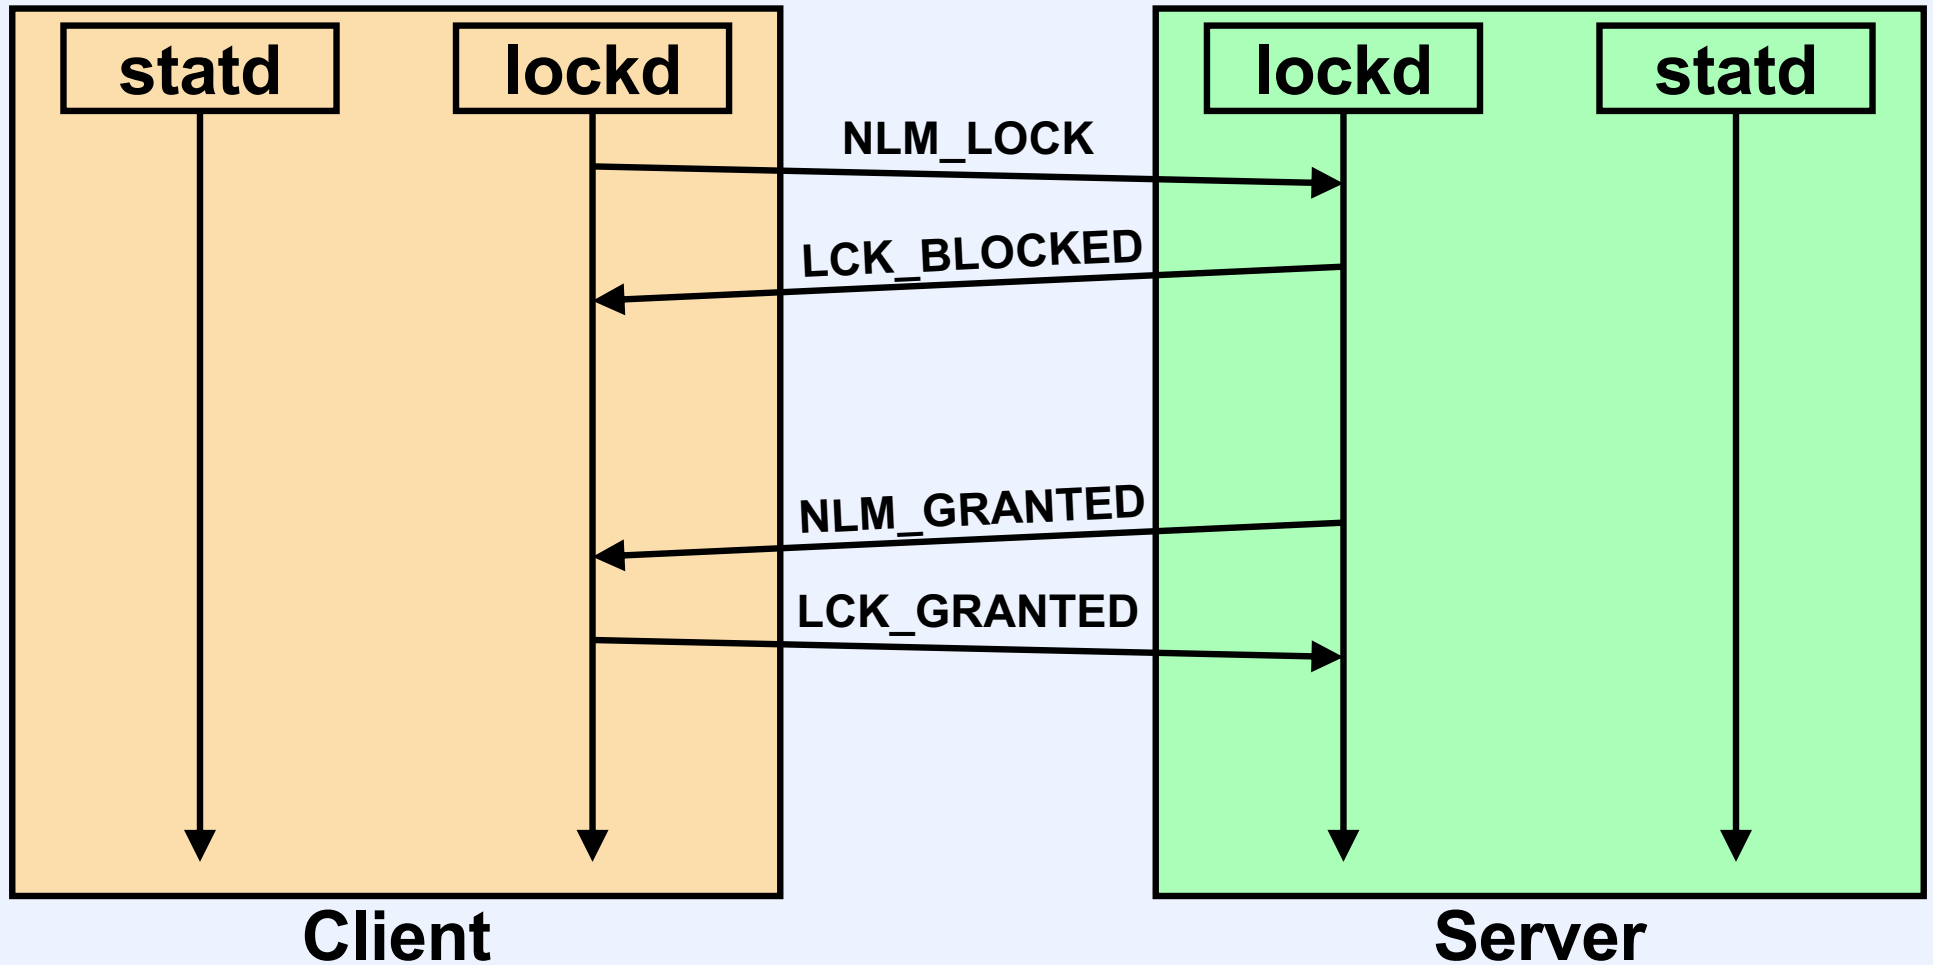 statd
lockd
lockd
statd
NLM_LOCK
LCK_BLOCKED
NLM_GRANTED
LCK_GRANTED
Client
Server